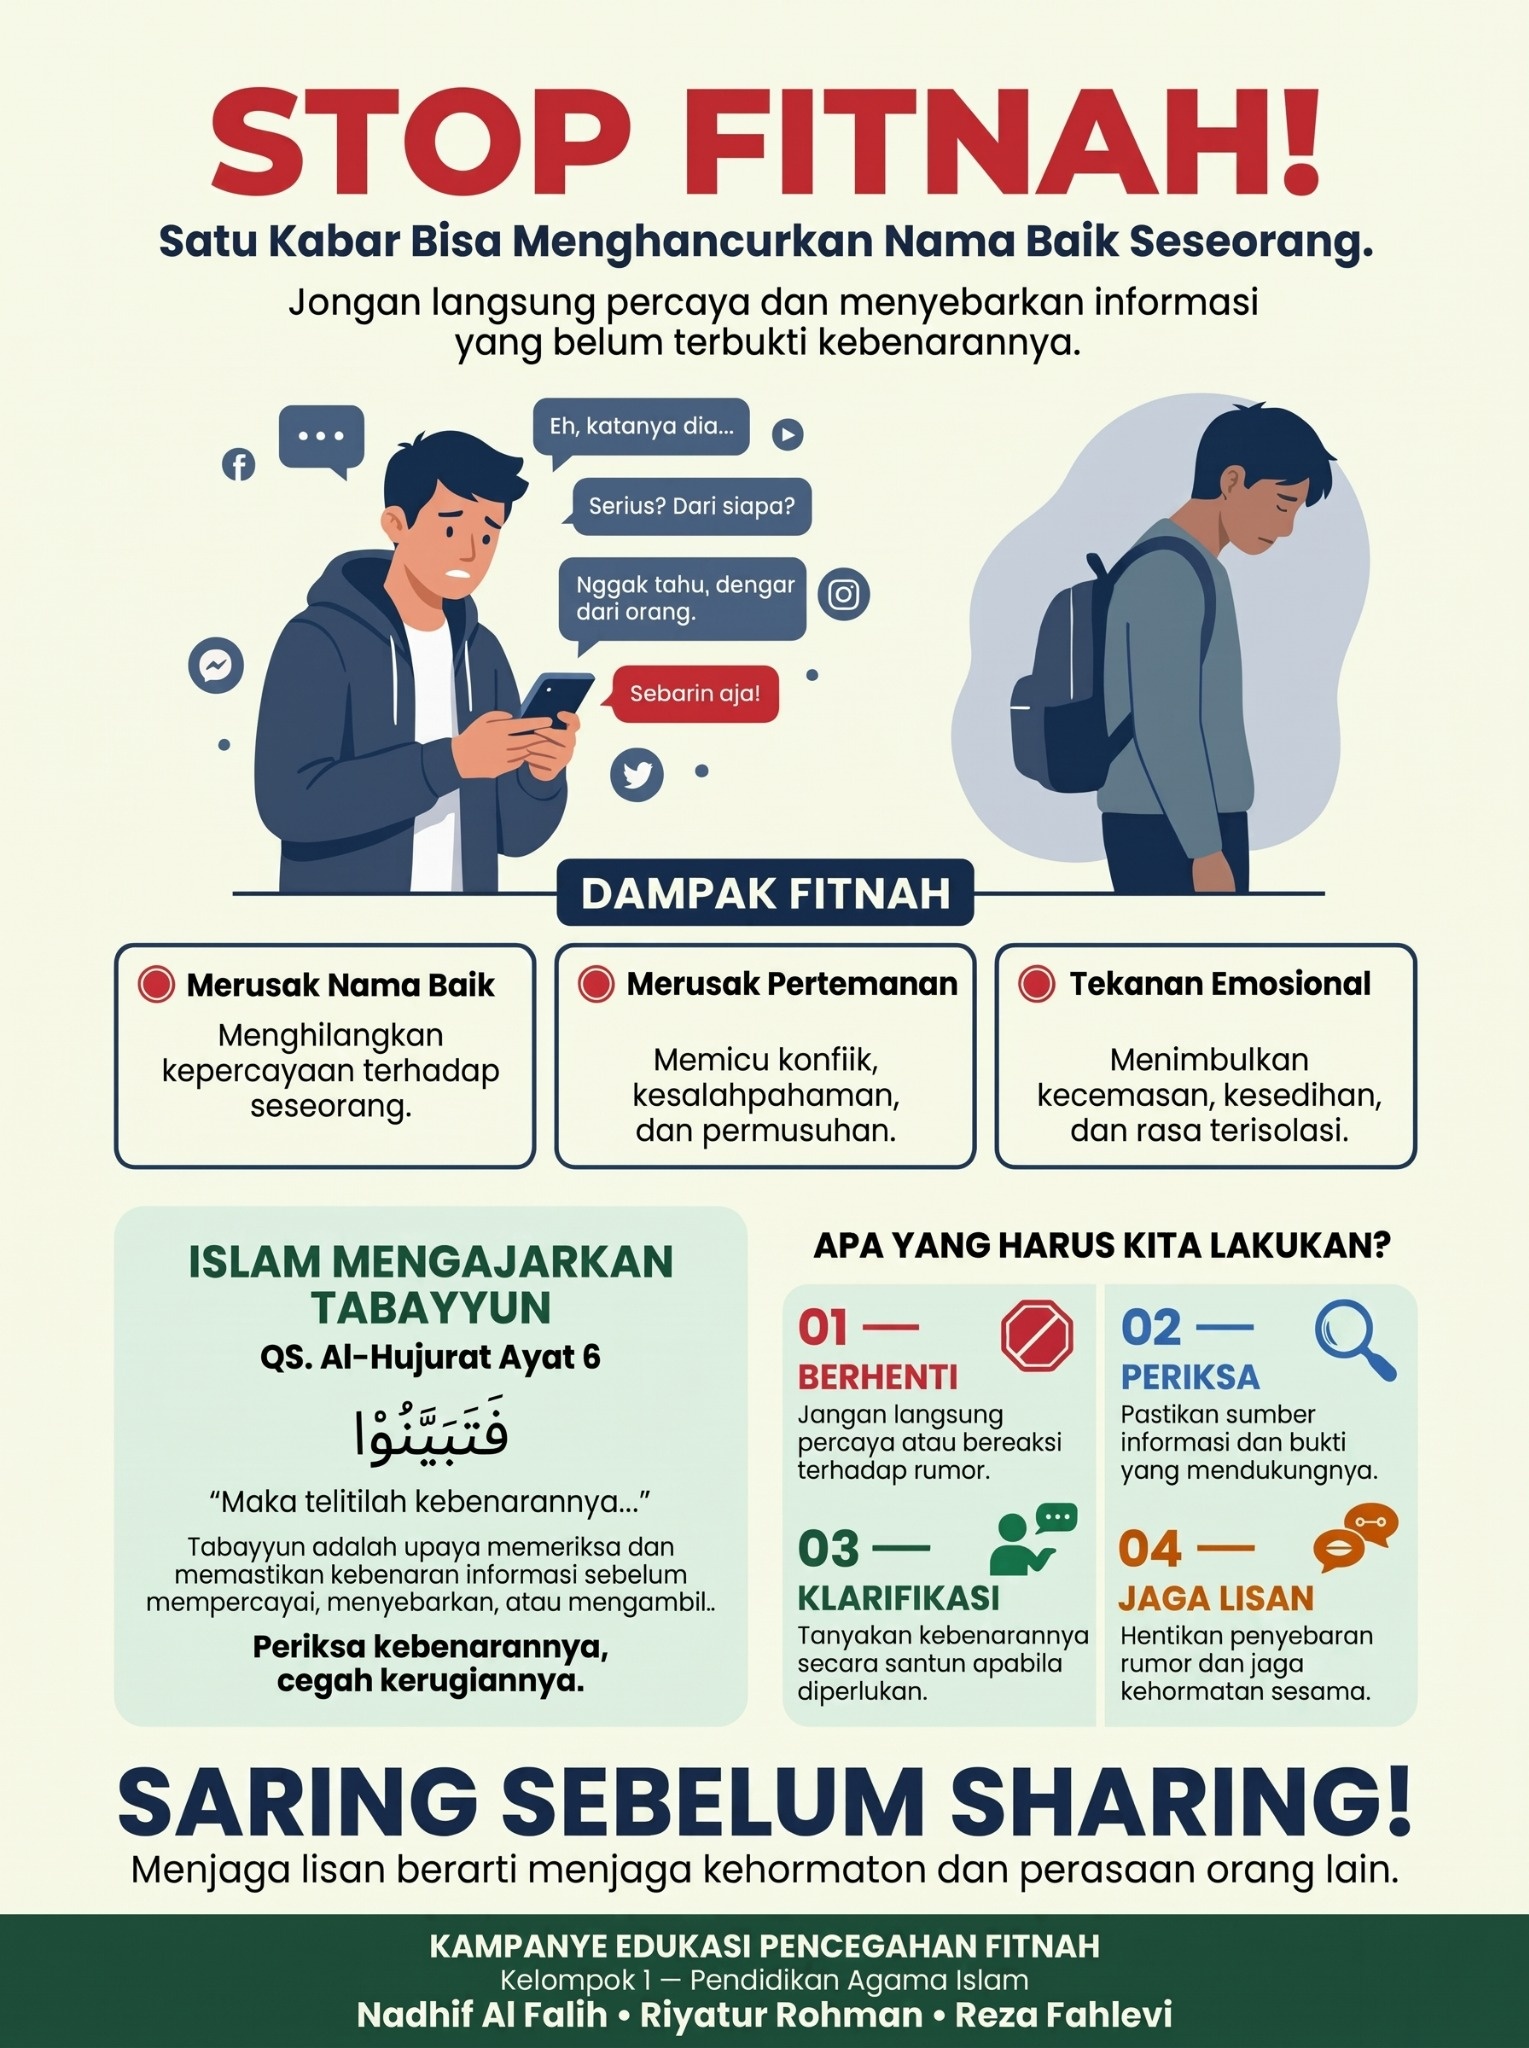 STOP FITNAH!
Satu Kabar Bisa Menghancurkan Nama Baik Seseorang.
Jongan langsung percaya dan menyebarkan informasi
yang belum terbukti kebenarannya.
Eh, katanya dia...
Serius? Dari siapa?
Nggak tahu, dengar
dari orang.
Sebarin aja!
DAMPAK FITNAH
Merusak Nama Baik
Menghilangkan
kepercayaan terhadap
seseorang.
Merusak Pertemanan
Memicu konfiik,
kesalahpahaman,
dan permusuhan.
Tekanan Emosional
Menimbulkan
kecemasan, kesedihan,
dan rasa terisolasi.
ISLAM MENGAJARKAN
TABAYYUN
QS. Al-Hujurat Ayat 6
فَتَبَيَّنُوْا
“Maka telitilah kebenarannya...”
Tabayyun adalah upaya memeriksa dan
memastikan kebenaran informasi sebelum
mempercayai, menyebarkan, atau mengambil..
Periksa kebenarannya,
cegah kerugiannya.
APA YANG HARUS KITA LAKUKAN?
01 —
BERHENTI
Jangan langsung
percaya atau bereaksi
terhadap rumor.
02 —
PERIKSA
Pastikan sumber
informasi dan bukti
yang mendukungnya.
03 —
KLARIFIKASI
Tanyakan kebenarannya
secara santun apabila
diperlukan.
04 —
JAGA LISAN
Hentikan penyebaran
rumor dan jaga
kehormatan sesama.
SARING SEBELUM SHARING!
Menjaga lisan berarti menjaga kehormaton dan perasaan orang lain.
KAMPANYE EDUKASI PENCEGAHAN FITNAH
Kelompok 1 — Pendidikan Agama Islam
Nadhif Al Falih • Riyatur Rohman • Reza Fahlevi